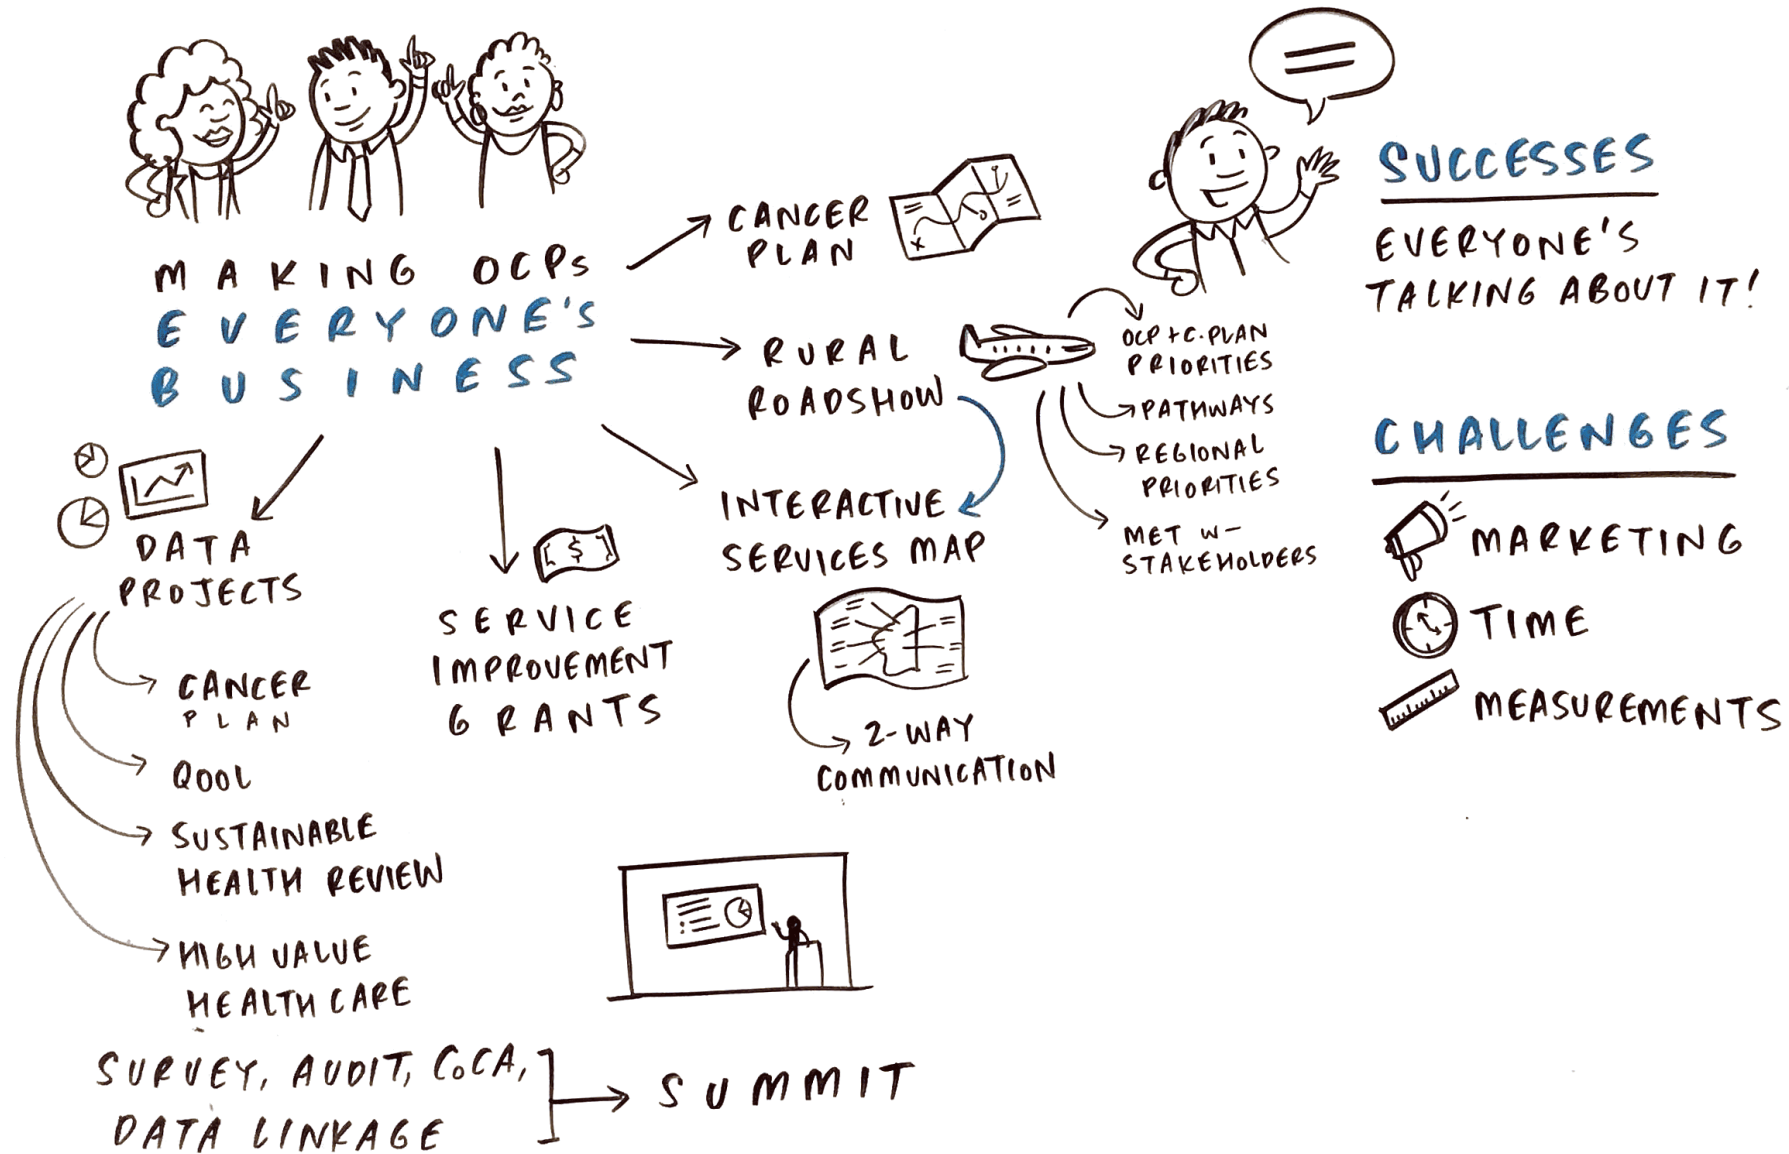 MAKING OCPs
EVERYONE'S
BUSINESS
CANCER
PLAN
RURAL
ROADSHOW
OCP + C. PLAN
PRIORITIES
PATHWAYS
REGIONAL
PRIORITIES
MET W-
STAKEHOLDERS
INTERACTIVE
SERVICES MAP
2-WAY
COMMUNICATION
$
SERVICE
IMPROVEMENT
GRANTS
DATA
PROJECTS
CANCER
PLAN
QOOL
SUSTAINABLE
HEALTH REVIEW
HIGH VALUE
HEALTH CARE
SURVEY, AUDIT, CoCA,
DATA LINKAGE
SUMMIT
SUCCESSES
EVERYONE'S
TALKING ABOUT IT!
CHALLENGES
MARKETING
TIME
MEASUREMENTS